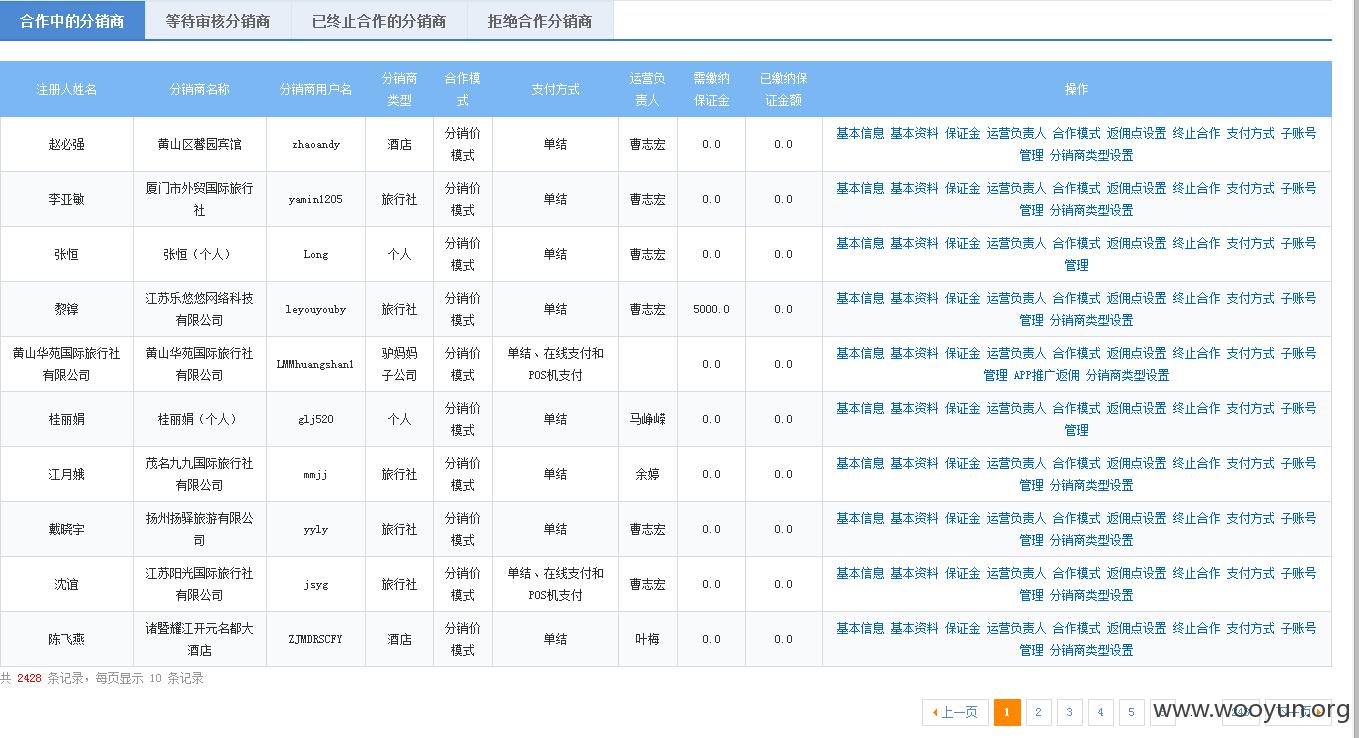 合作中的分销商 等待审核分销商 已终止合作的分销商 拒绝合作分销商
注册人姓名 分销商名称 分销商用户名 分销商类型 合作模式 支付方式 运营负责人 需缴纳保证金 已缴纳保证金额 操作
赵必强 黄山区馨园宾馆 zhaoandy 酒店 分销价模式 单结 曹志宏 0.0 0.0 基本信息 基本资料 保证金 运营负责人 合作模式 返佣点设置 终止合作 支付方式 子账号管理 分销商类型设置
李亚敏 厦门市外贸国际旅行社 yamin1205 旅行社 分销价模式 单结 曹志宏 0.0 0.0 基本信息 基本资料 保证金 运营负责人 合作模式 返佣点设置 终止合作 支付方式 子账号管理 分销商类型设置
张恒 张恒（个人） Long 个人 分销价模式 单结 曹志宏 0.0 0.0 基本信息 基本资料 保证金 运营负责人 合作模式 返佣点设置 终止合作 支付方式 子账号管理
黎锌 江苏乐悠悠网络科技有限公司 leyouyouby 旅行社 分销价模式 单结 曹志宏 5000.0 0.0 基本信息 基本资料 保证金 运营负责人 合作模式 返佣点设置 终止合作 支付方式 子账号管理 分销商类型设置
黄山华苑国际旅行社有限公司 黄山华苑国际旅行社有限公司 LMMhuangshan1 驴妈妈子公司 分销价模式 单结、在线支付和POS机支付 0.0 0.0 基本信息 基本资料 保证金 运营负责人 合作模式 返佣点设置 终止合作 支付方式 子账号管理 APP推广返佣 分销商类型设置
桂丽娟 桂丽娟（个人） glj520 个人 分销价模式 单结 马峥嵘 0.0 0.0 基本信息 基本资料 保证金 运营负责人 合作模式 返佣点设置 终止合作 支付方式 子账号管理
江月娥 茂名九九国际旅行社有限公司 mmjj 旅行社 分销价模式 单结 余婷 0.0 0.0 基本信息 基本资料 保证金 运营负责人 合作模式 返佣点设置 终止合作 支付方式 子账号管理 分销商类型设置
戴晓宇 扬州扬驿旅游有限公司 yyly 旅行社 分销价模式 单结 曹志宏 0.0 0.0 基本信息 基本资料 保证金 运营负责人 合作模式 返佣点设置 终止合作 支付方式 子账号管理 分销商类型设置
沈谊 江苏阳光国际旅行社有限公司 jsyg 旅行社 分销价模式 单结、在线支付和POS机支付 曹志宏 0.0 0.0 基本信息 基本资料 保证金 运营负责人 合作模式 返佣点设置 终止合作 支付方式 子账号管理 分销商类型设置
陈飞燕 诸暨耀江开元名都大酒店 ZJMDRSCFY 酒店 分销价模式 单结 叶梅 0.0 0.0 基本信息 基本资料 保证金 运营负责人 合作模式 返佣点设置 终止合作 支付方式 子账号管理 分销商类型设置
共 2428 条记录，每页显示 10 条记录
上一页 1 2 3 4 5 下一页
www.wooyun.org